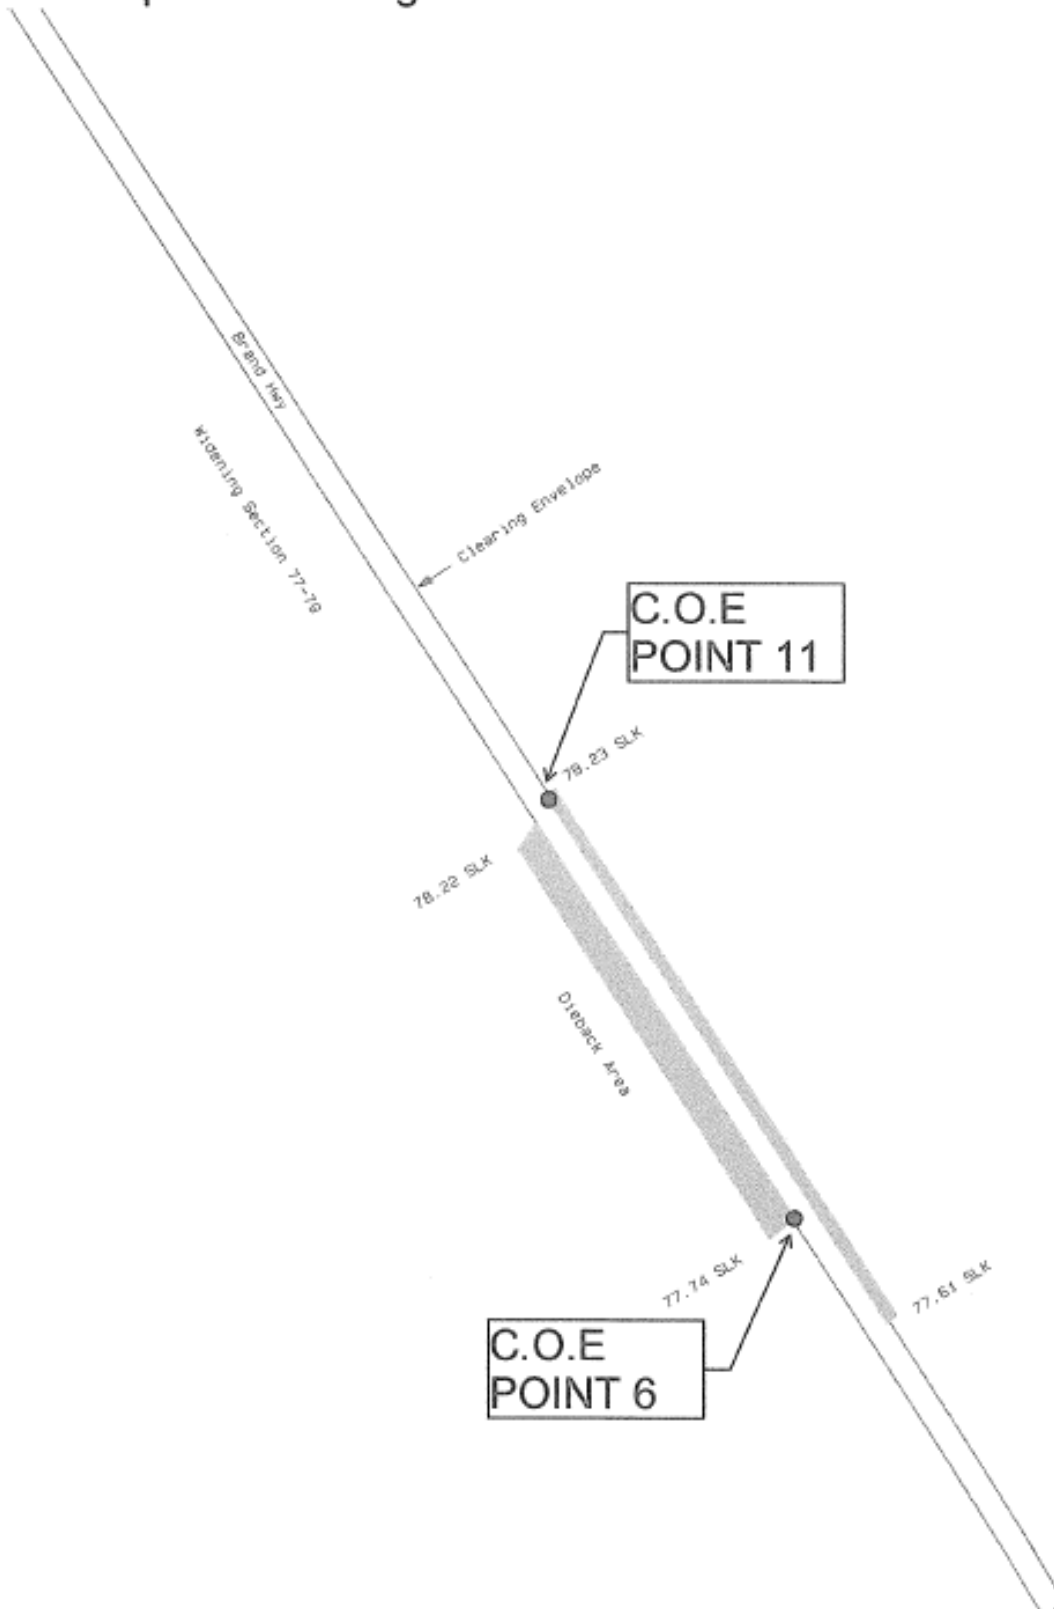 Brand Hwy
Widening Section 77-79
Clearing Envelope
C.O.E
POINT 11
78.23 SLK
78.22 SLK
Dieback Area
77.74 SLK
77.61 SLK
C.O.E
POINT 6